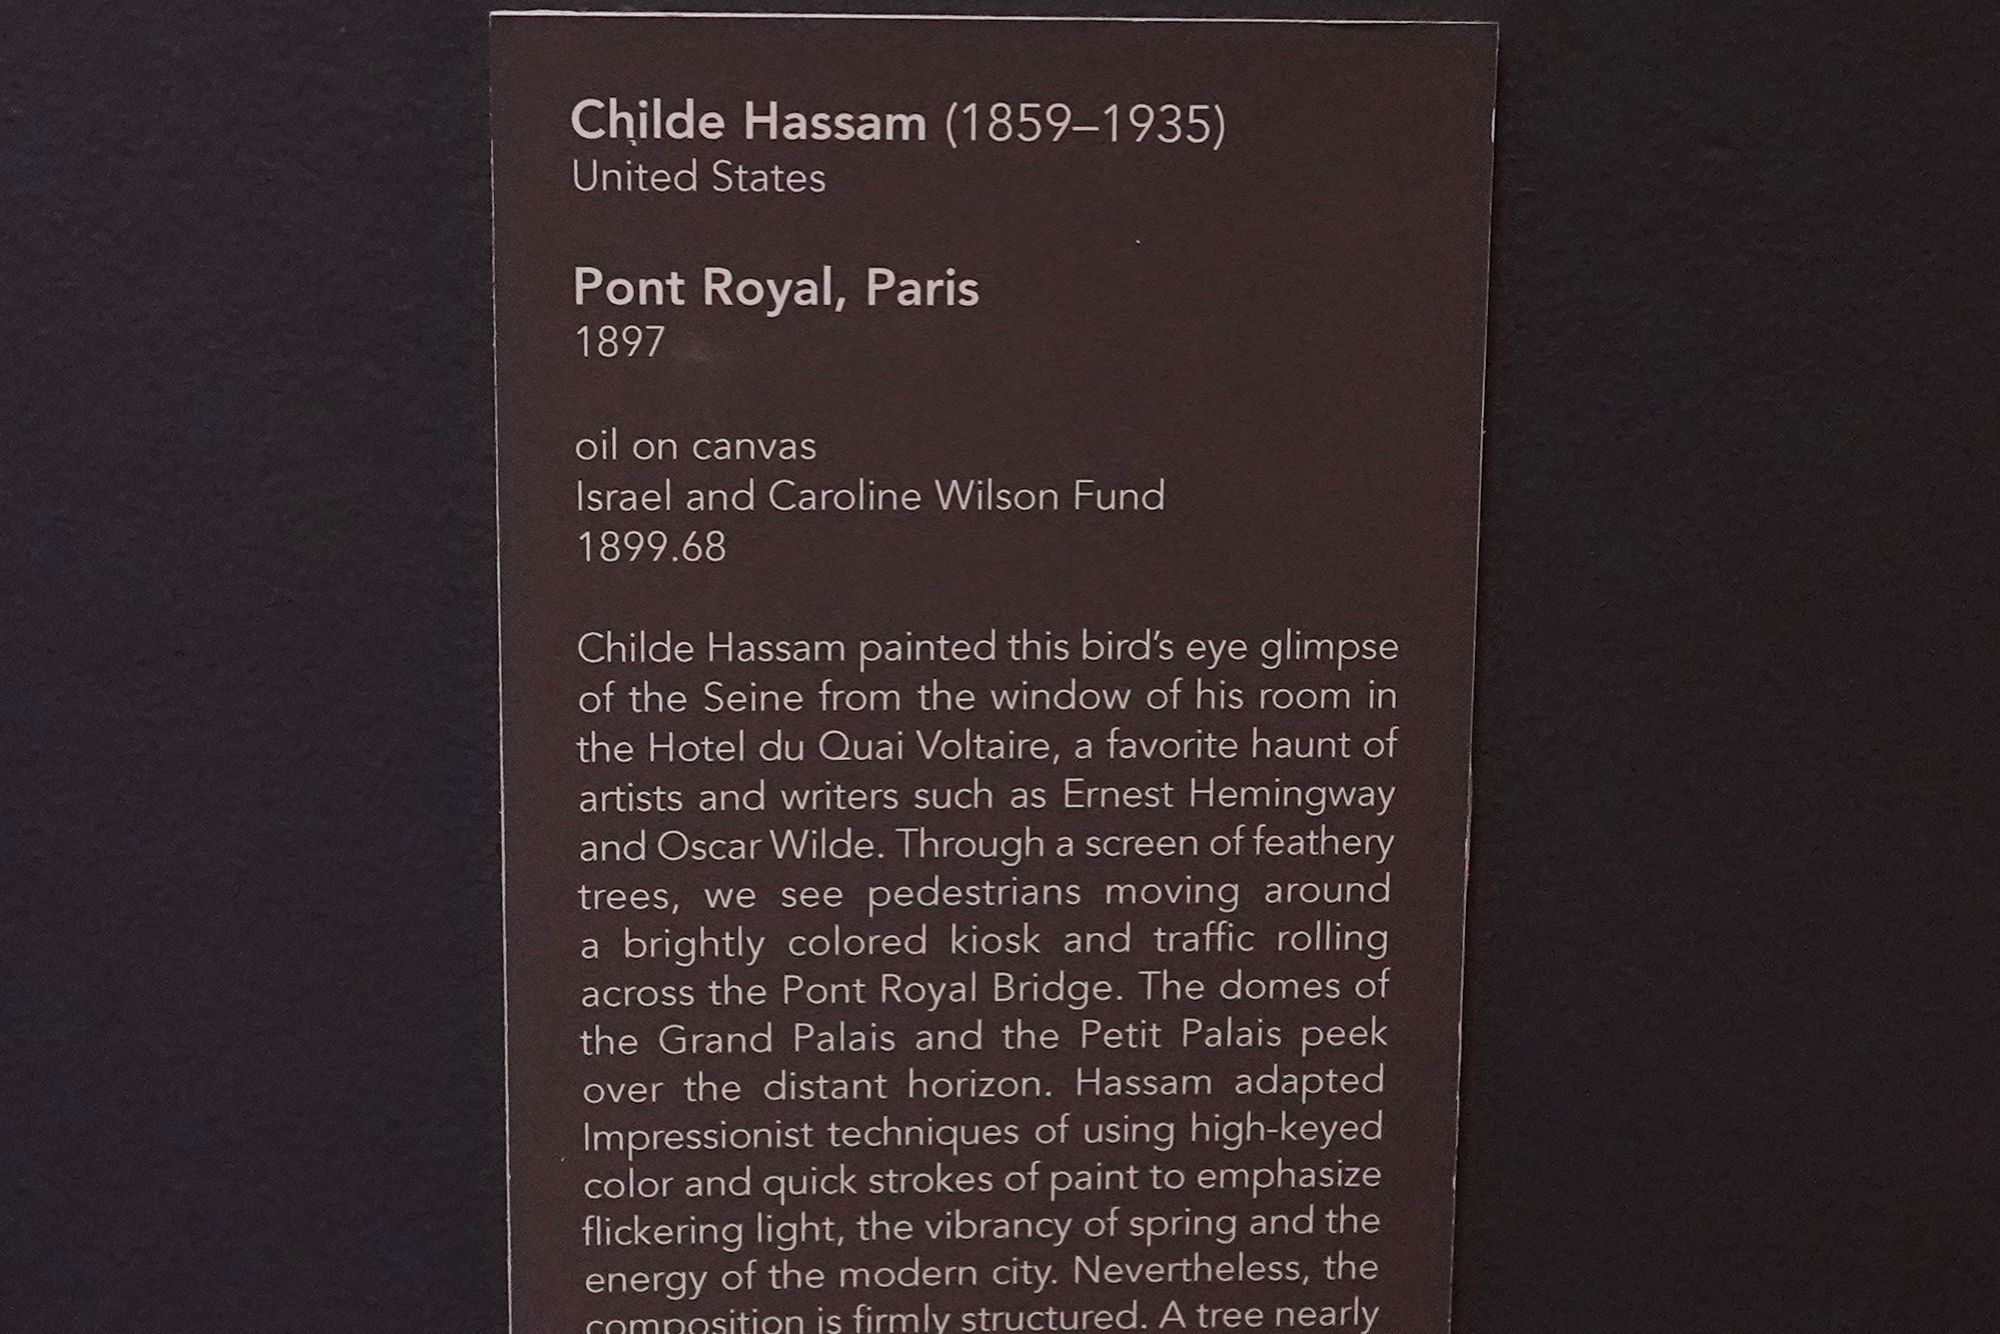 Childe Hassam (1859–1935)
United States
Pont Royal, Paris
1897
oil on canvas
Israel and Caroline Wilson Fund
1899.68
Childe Hassam painted this bird's eye glimpse
of the Seine from the window of his room in
the Hotel du Quai Voltaire, a favorite haunt of
artists and writers such as Ernest Hemingway
and Oscar Wilde. Through a screen of feathery
trees, we see pedestrians moving around
a brightly colored kiosk and traffic rolling
across the Pont Royal Bridge. The domes of
the Grand Palais and the Petit Palais peek
over the distant horizon. Hassam adapted
Impressionist techniques of using high-keyed
color and quick strokes of paint to emphasize
flickering light, the vibrancy of spring and the
energy of the modern city. Nevertheless, the
composition is firmly structured. A tree nearly